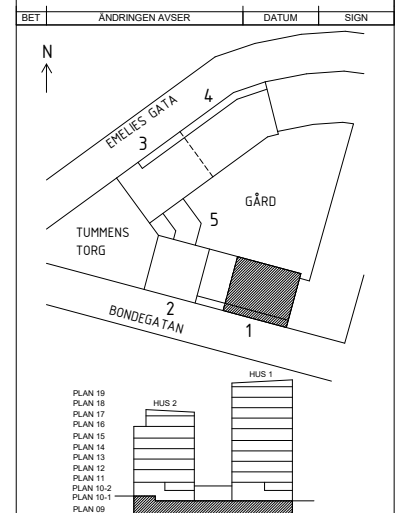 BET ÄNDRINGEN AVSER DATUM SIGN
N
4
EMELIES GATA
3
GÅRD
5
TUMMENS
TORG
2
BONDEGATAN
1
HUS 1
PLAN 19
PLAN 18 HUS 2
PLAN 17
PLAN 16
PLAN 15
PLAN 14
PLAN 13
PLAN 12
PLAN 11
PLAN 10-2
PLAN 10-1
PLAN 09